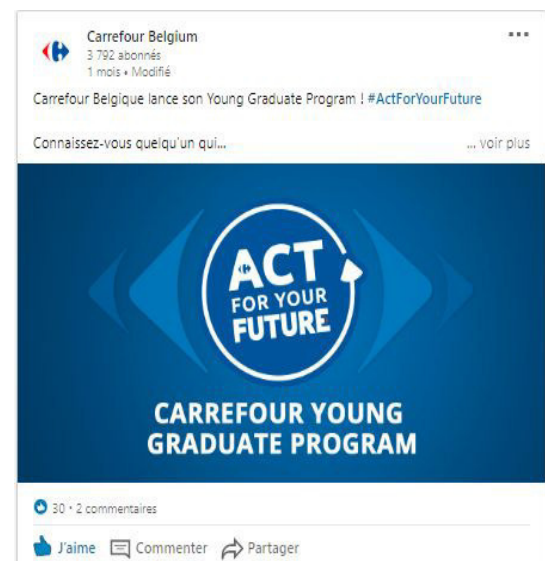 Carrefour Belgium
3 792 abonnés
1 mois • Modifié
Carrefour Belgique lance son Young Graduate Program ! #ActForYourFuture
Connaissez-vous quelqu'un qui...
... voir plus
ACT
FOR YOUR
FUTURE
CARREFOUR YOUNG
GRADUATE PROGRAM
30 • 2 commentaires
J'aime Commenter Partager